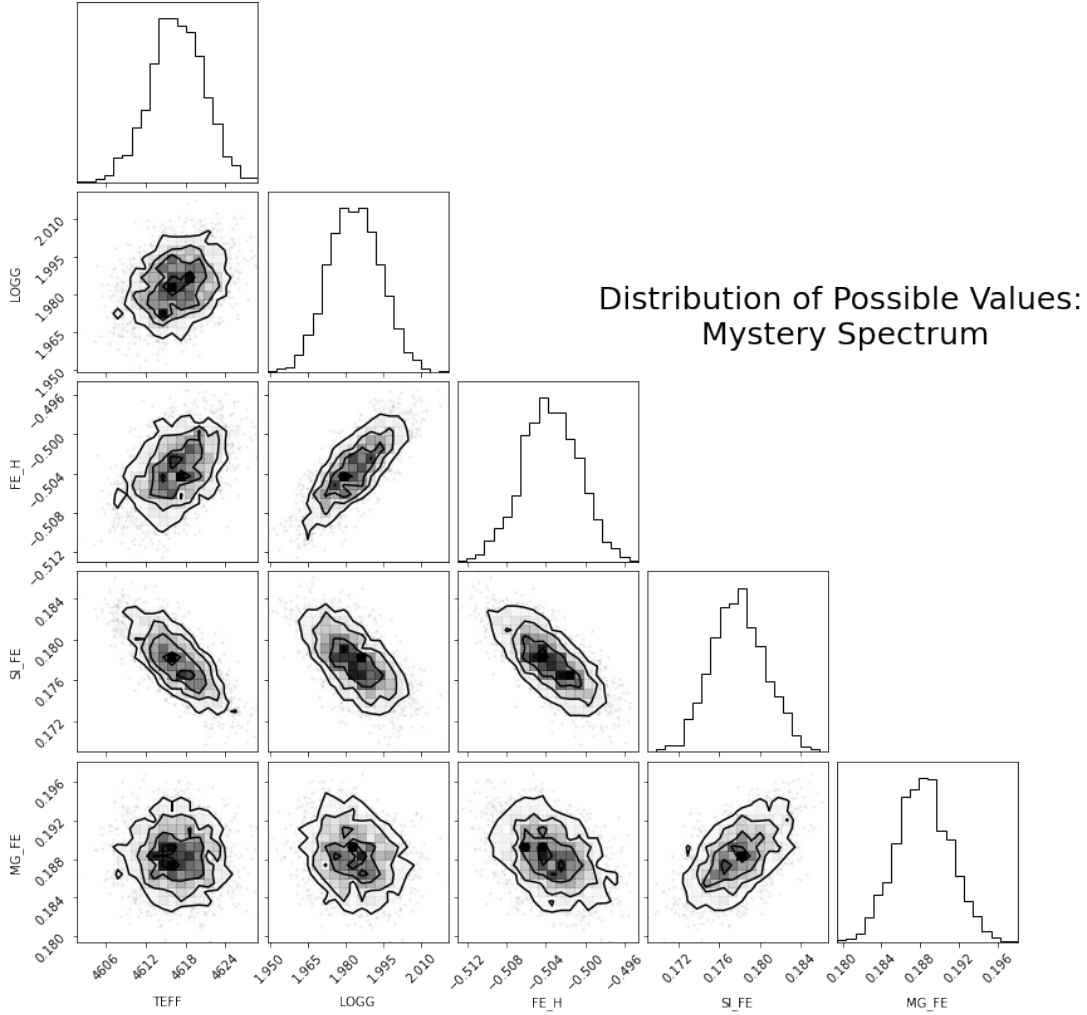 2.010
1.995
1.980
1.965
1.950
LOGG
Distribution of Possible Values:
Mystery Spectrum
−0.496
−0.500
−0.504
−0.508
−0.512
FE_H
0.184
0.180
0.176
0.172
SI_FE
0.196
0.192
0.188
0.184
0.180
MG_FE
4606 4612 4618 4624
1.950 1.965 1.980 1.995 2.010
−0.512 −0.508 −0.504 −0.500 −0.496
0.172 0.176 0.180 0.184
0.180 0.184 0.188 0.192 0.196
TEFF LOGG FE_H SI_FE MG_FE